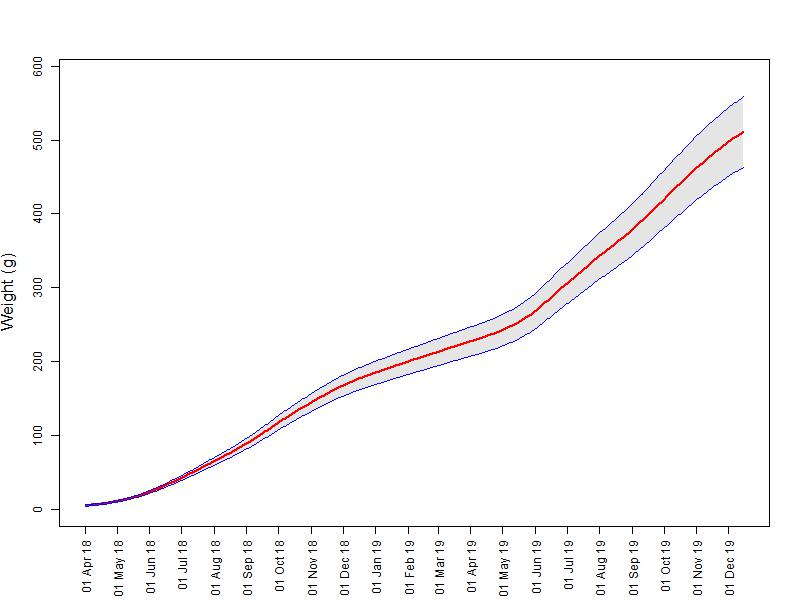 600
500
400
300
200
100
0
Weight (g)
01 Apr 18
01 May 18
01 Jun 18
01 Jul 18
01 Aug 18
01 Sep 18
01 Oct 18
01 Nov 18
01 Dec 18
01 Jan 19
01 Feb 19
01 Mar 19
01 Apr 19
01 May 19
01 Jun 19
01 Jul 19
01 Aug 19
01 Sep 19
01 Oct 19
01 Nov 19
01 Dec 19